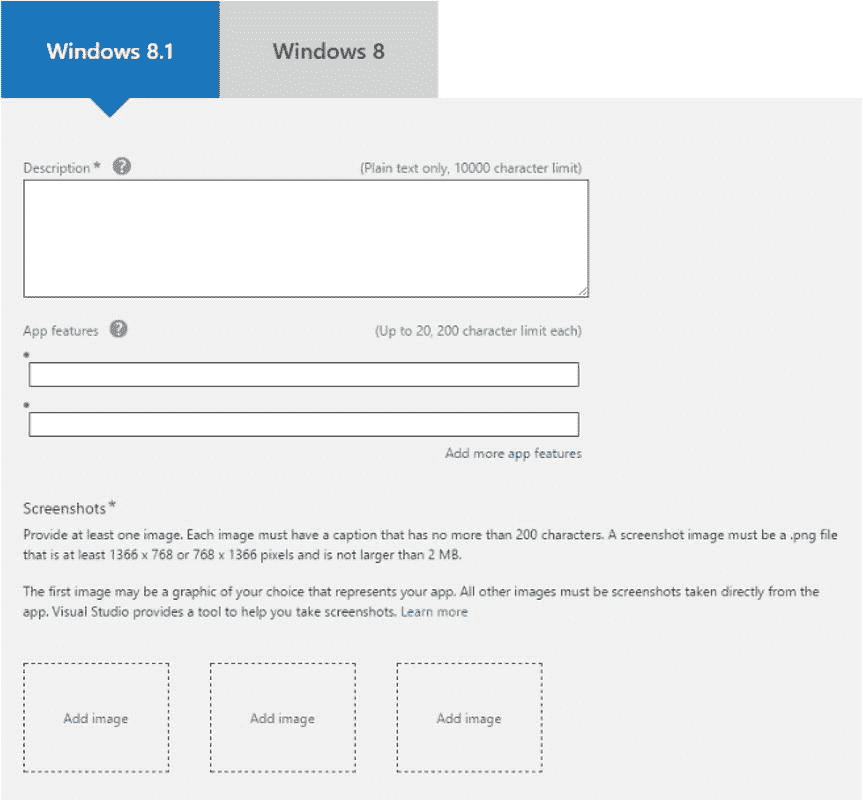 Windows 8.1
Windows 8
Description *
?
(Plain text only, 10000 character limit)
App features
?
(Up to 20, 200 character limit each)
Add more app features
Screenshots *
Provide at least one image. Each image must have a caption that has no more than 200 characters. A screenshot image must be a .png file
that is at least 1366 x 768 or 768 x 1366 pixels and is not larger than 2 MB.
The first image may be a graphic of your choice that represents your app. All other images must be screenshots taken directly from the
app. Visual Studio provides a tool to help you take screenshots. Learn more
Add image
Add image
Add image